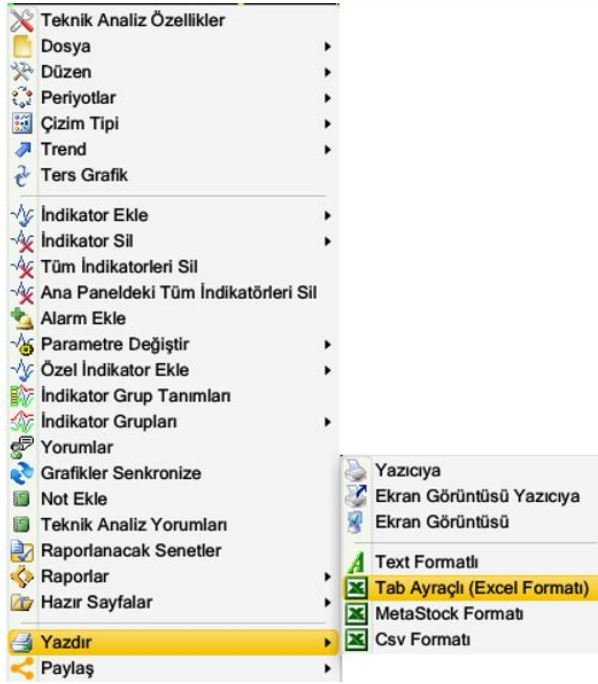 Teknik Analiz Özellikler
Dosya
Düzen
Periyotlar
Çizim Tipi
Trend
Ters Grafik
İndikator Ekle
İndikator Sil
Tüm İndikatorleri Sil
Ana Paneldeki Tüm İndikatörleri Sil
Alarm Ekle
Parametre Değiştir
Özel İndikator Ekle
İndikator Grup Tanımları
İndikator Grupları
Yorumlar
Grafikler Senkronize
Not Ekle
Teknik Analiz Yorumları
Raporlanacak Senetler
Raporlar
Hazır Sayfalar
Yazdır
Paylaş
Yazıcıya
Ekran Görüntüsü Yazıcıya
Ekran Görüntüsü
Text Formatlı
Tab Ayraçlı (Excel Formatı)
MetaStock Formatı
Csv Formatı